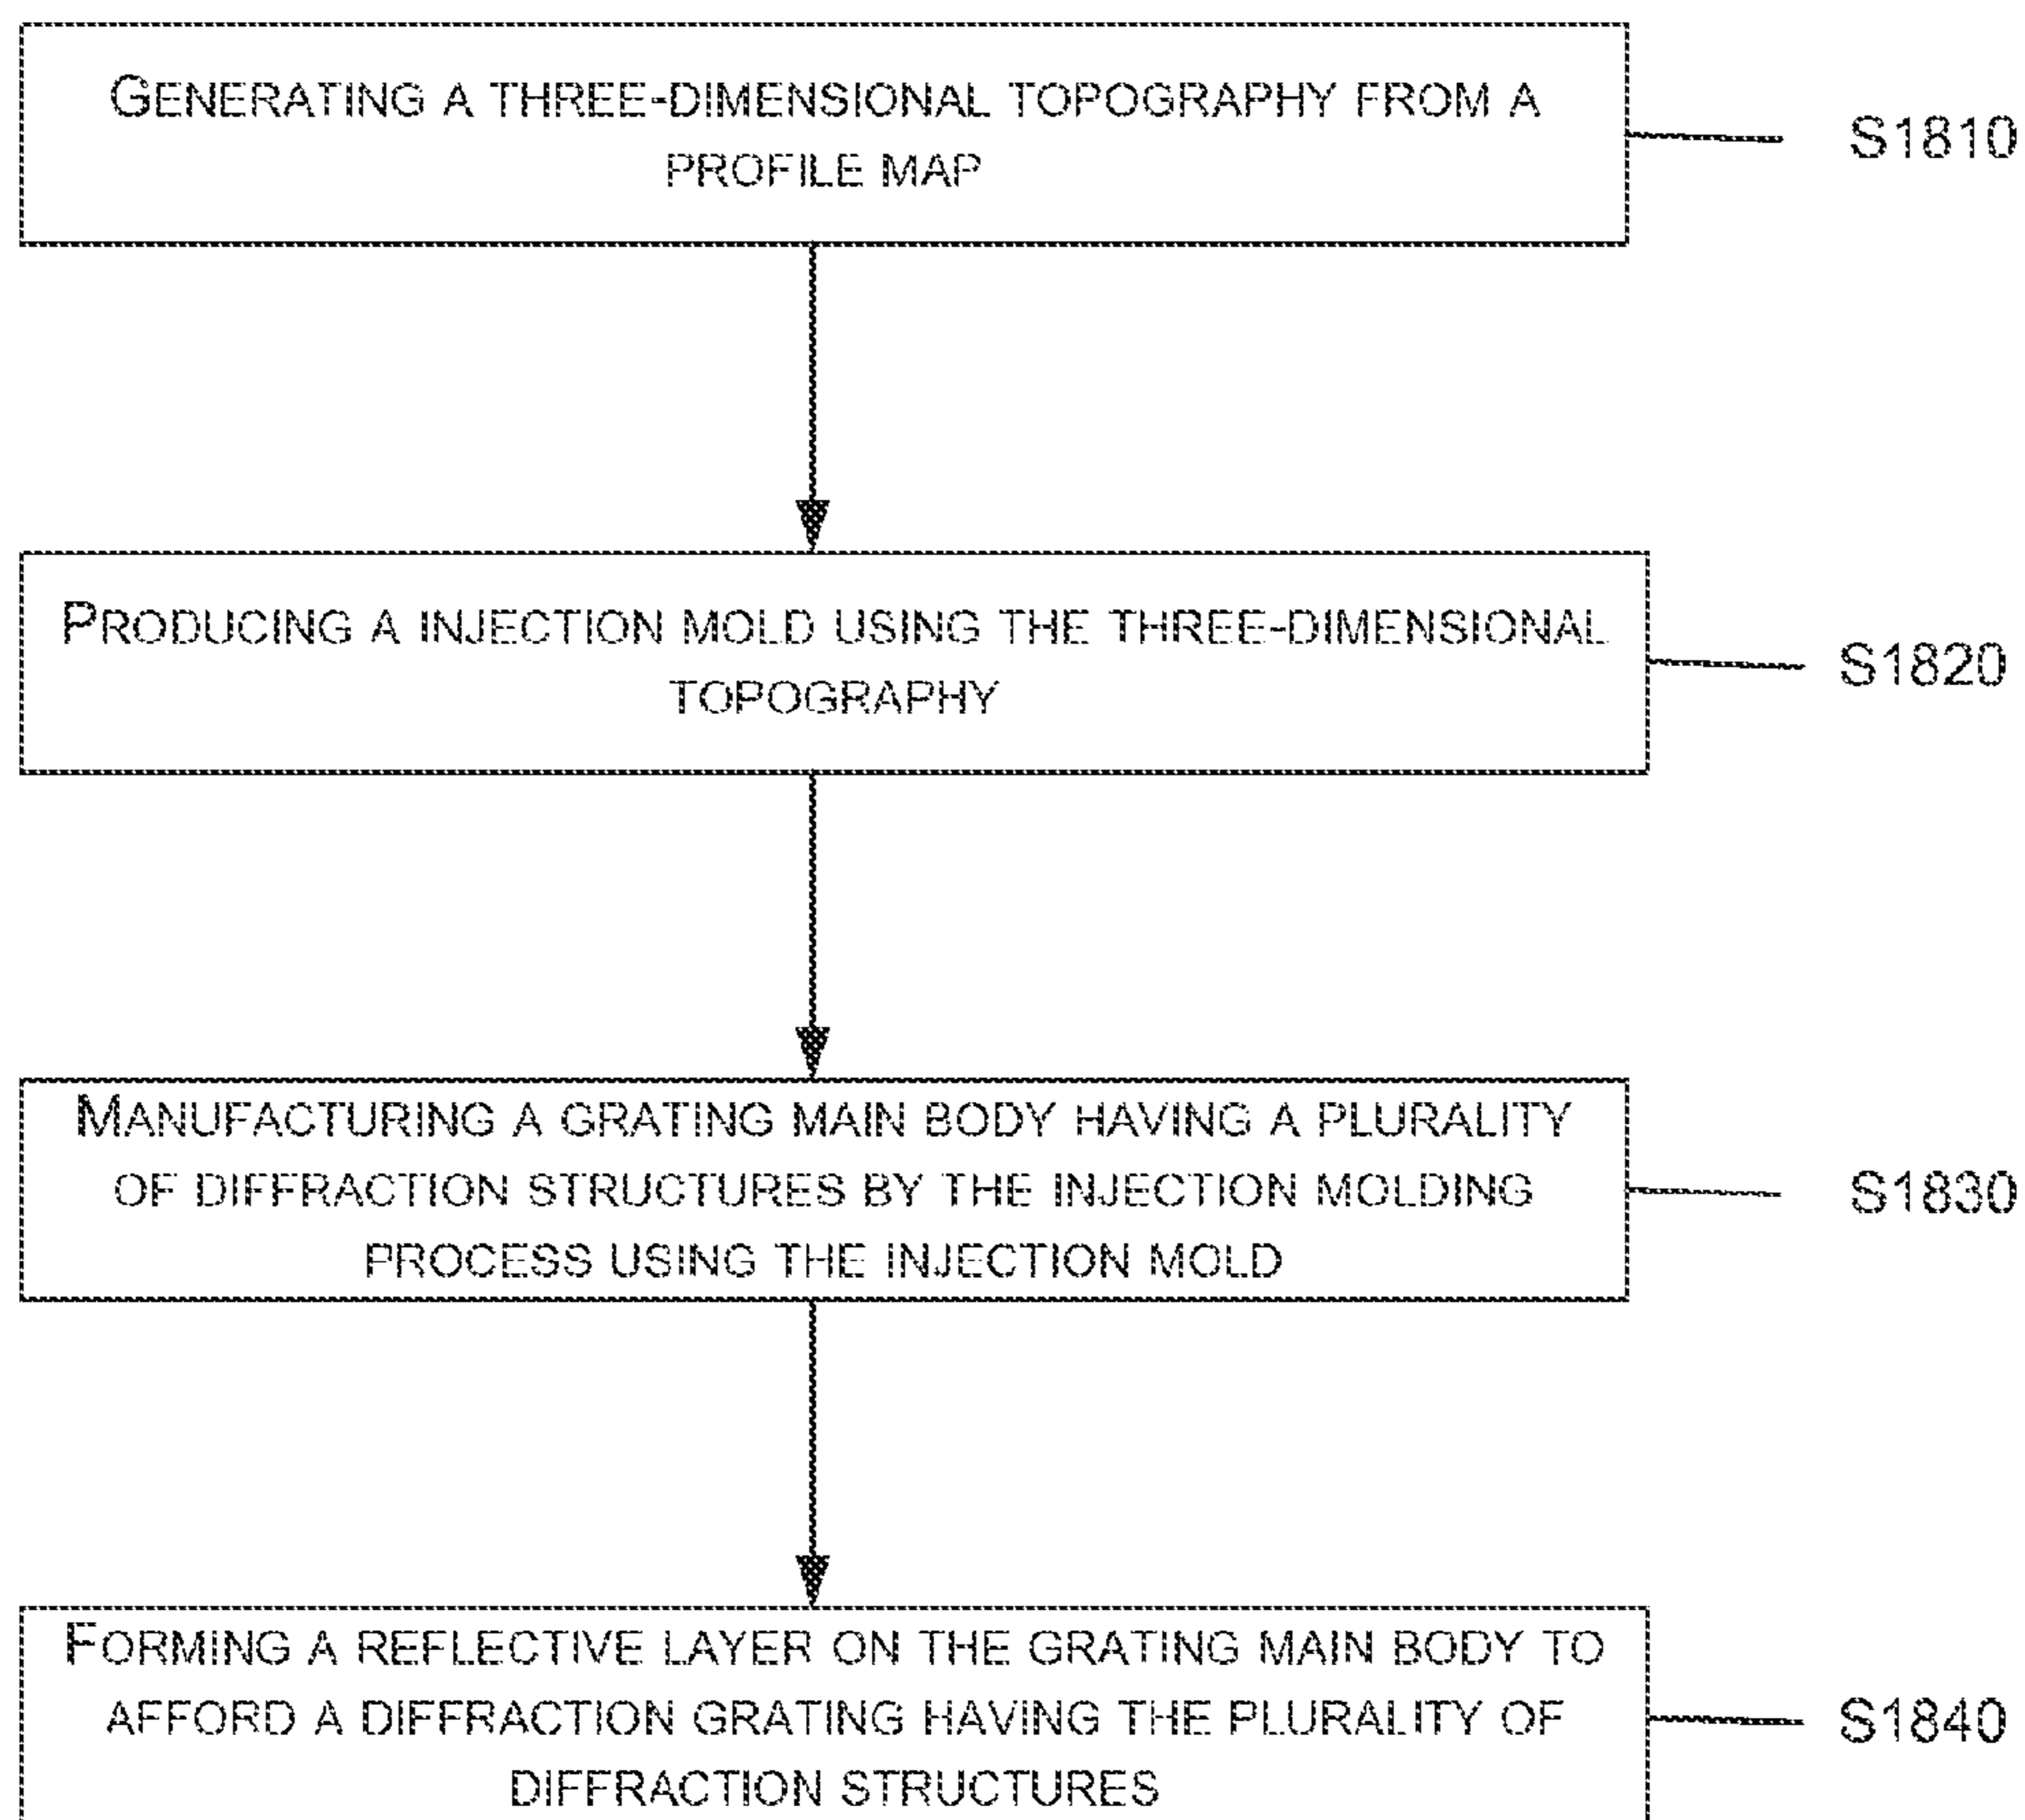 GENERATING A THREE-DIMENSIONAL TOPOGRAPHY FROM A
PROFILE MAP
S1810
PRODUCING A INJECTION MOLD USING THE THREE-DIMENSIONAL
TOPOGRAPHY
S1820
MANUFACTURING A GRATING MAIN BODY HAVING A PLURALITY
OF DIFFRACTION STRUCTURES BY THE INJECTION MOLDING
PROCESS USING THE INJECTION MOLD
S1830
FORMING A REFLECTIVE LAYER ON THE GRATING MAIN BODY TO
AFFORD A DIFFRACTION GRATING HAVING THE PLURALITY OF
DIFFRACTION STRUCTURES
S1840